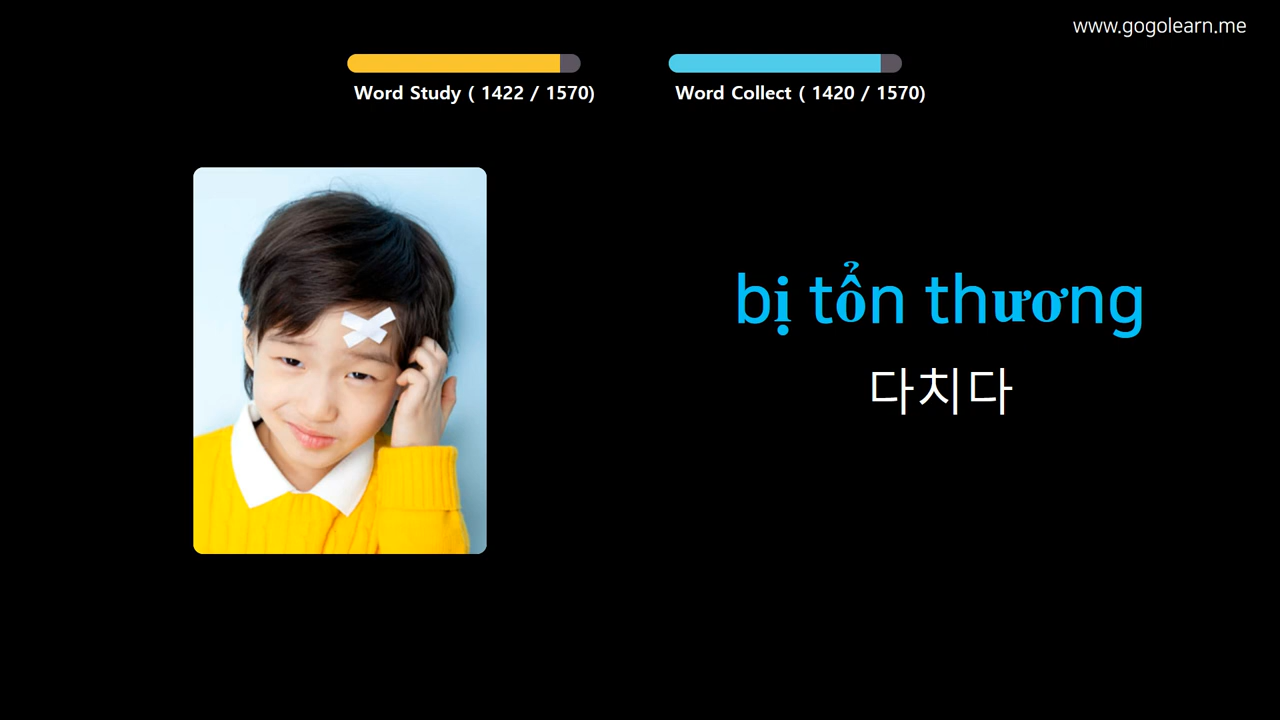 www.gogolearn.me
Word Study ( 1422 / 1570)
Word Collect ( 1420 / 1570)
bị tổn thương
다치다